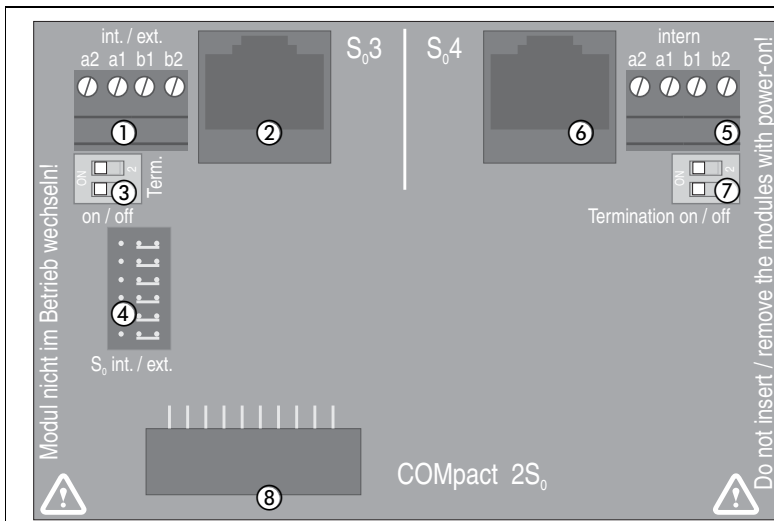 int. / ext.
a2 a1 b1 b2
S₀3
S₀4
intern
a2 a1 b1 b2
1
2
6
5
ON
2
3
Term.
on / off
ON
2
7
Termination on / off
4
S₀ int. / ext.
8
COMpact 2S₀
Modul nicht im Betrieb wechseln!
Do not insert / remove the modules with power-on!
!
!